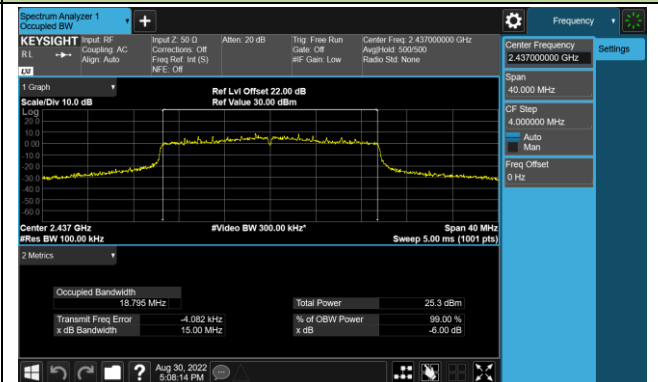 Spectrum Analyzer 1
Occupied BW
+
Frequency
KEYSIGHT
RL
LXI
Input: RF
Coupling: AC
Align: Auto
Input Z: 50 Ω
Corrections: Off
Freq Ref: Int (S)
NFE: Off
Atten: 20 dB
Trig: Free Run
Gate: Off
#IF Gain: Low
Center Freq: 2.437000000 GHz
Avg|Hold: 500/500
Radio Std: None
Center Frequency
2.437000000 GHz
Settings
Span
40.000 MHz
CF Step
4.000000 MHz
Auto
Man
Freq Offset
0 Hz
1 Graph
Scale/Div 10.0 dB
Ref Lvl Offset 22.00 dB
Ref Value 30.00 dBm
Log
20.0
10.0
0.00
-10.0
-20.0
-30.0
-40.0
-50.0
-60.0
Center 2.437 GHz
#Video BW 300.00 kHz*
Span 40 MHz
#Res BW 100.00 kHz
Sweep 5.00 ms (1001 pts)
2 Metrics
Occupied Bandwidth
18.795 MHz
Total Power
25.3 dBm
Transmit Freq Error
-4.082 kHz
% of OBW Power
99.00 %
x dB Bandwidth
15.00 MHz
x dB
-6.00 dB
?
Aug 30, 2022
5:08:14 PM